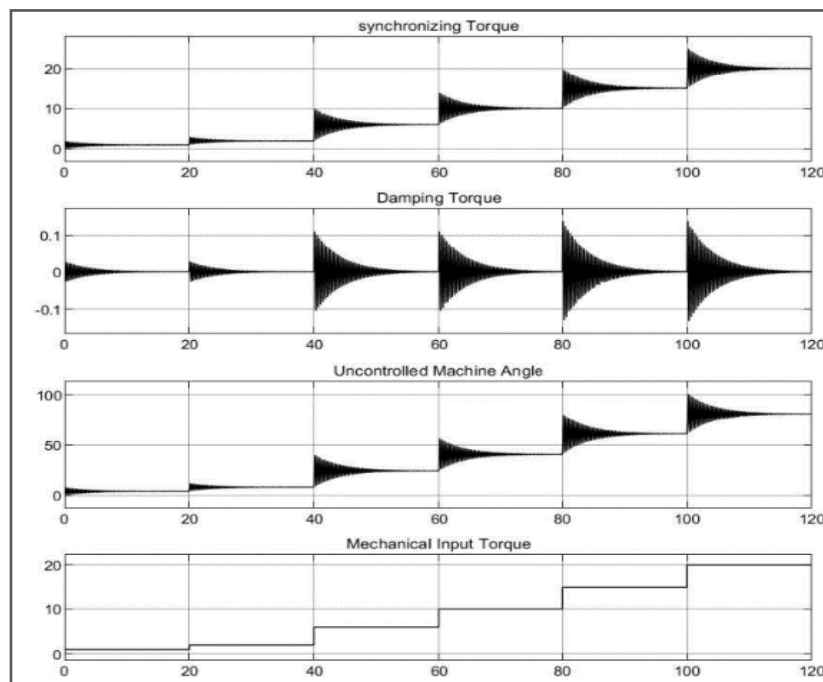 synchronizing Torque
20
10
0
0 20 40 60 80 100 120
Damping Torque
0.1
0
-0.1
0 20 40 60 80 100 120
Uncontrolled Machine Angle
100
50
0
0 20 40 60 80 100 120
Mechanical Input Torque
20
10
0
0 20 40 60 80 100 120